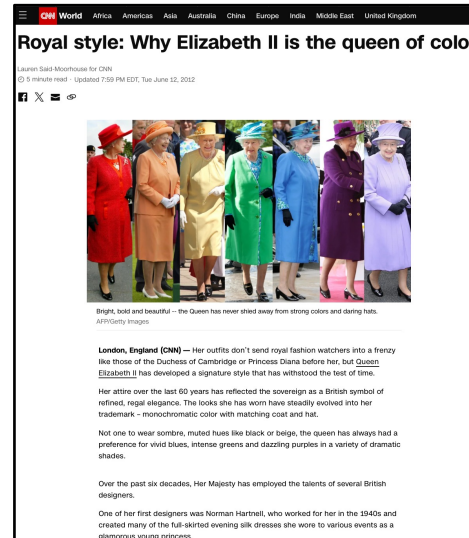 CNN World Africa Americas Asia Australia China Europe India Middle East United Kingdom
Royal style: Why Elizabeth II is the queen of colo
Lauren Said-Moorhouse for CNN
5 minute read · Updated 7:59 PM EDT, Tue June 12, 2012
Bright, bold and beautiful -- the Queen has never shied away from strong colors and daring hats.
AFP/Getty Images
London, England (CNN) — Her outfits don't send royal fashion watchers into a frenzy
like those of the Duchess of Cambridge or Princess Diana before her, but Queen
Elizabeth II has developed a signature style that has withstood the test of time.
Her attire over the last 60 years has reflected the sovereign as a British symbol of
refined, regal elegance. The looks she has worn have steadily evolved into her
trademark – monochromatic color with matching coat and hat.
Not one to wear sombre, muted hues like black or beige, the queen has always had a
preference for vivid blues, intense greens and dazzling purples in a variety of dramatic
shades.
Over the past six decades, Her Majesty has employed the talents of several British
designers.
One of her first designers was Norman Hartnell, who worked for her in the 1940s and
created many of the full-skirted evening silk dresses she wore to various events as a
glamorous young princess